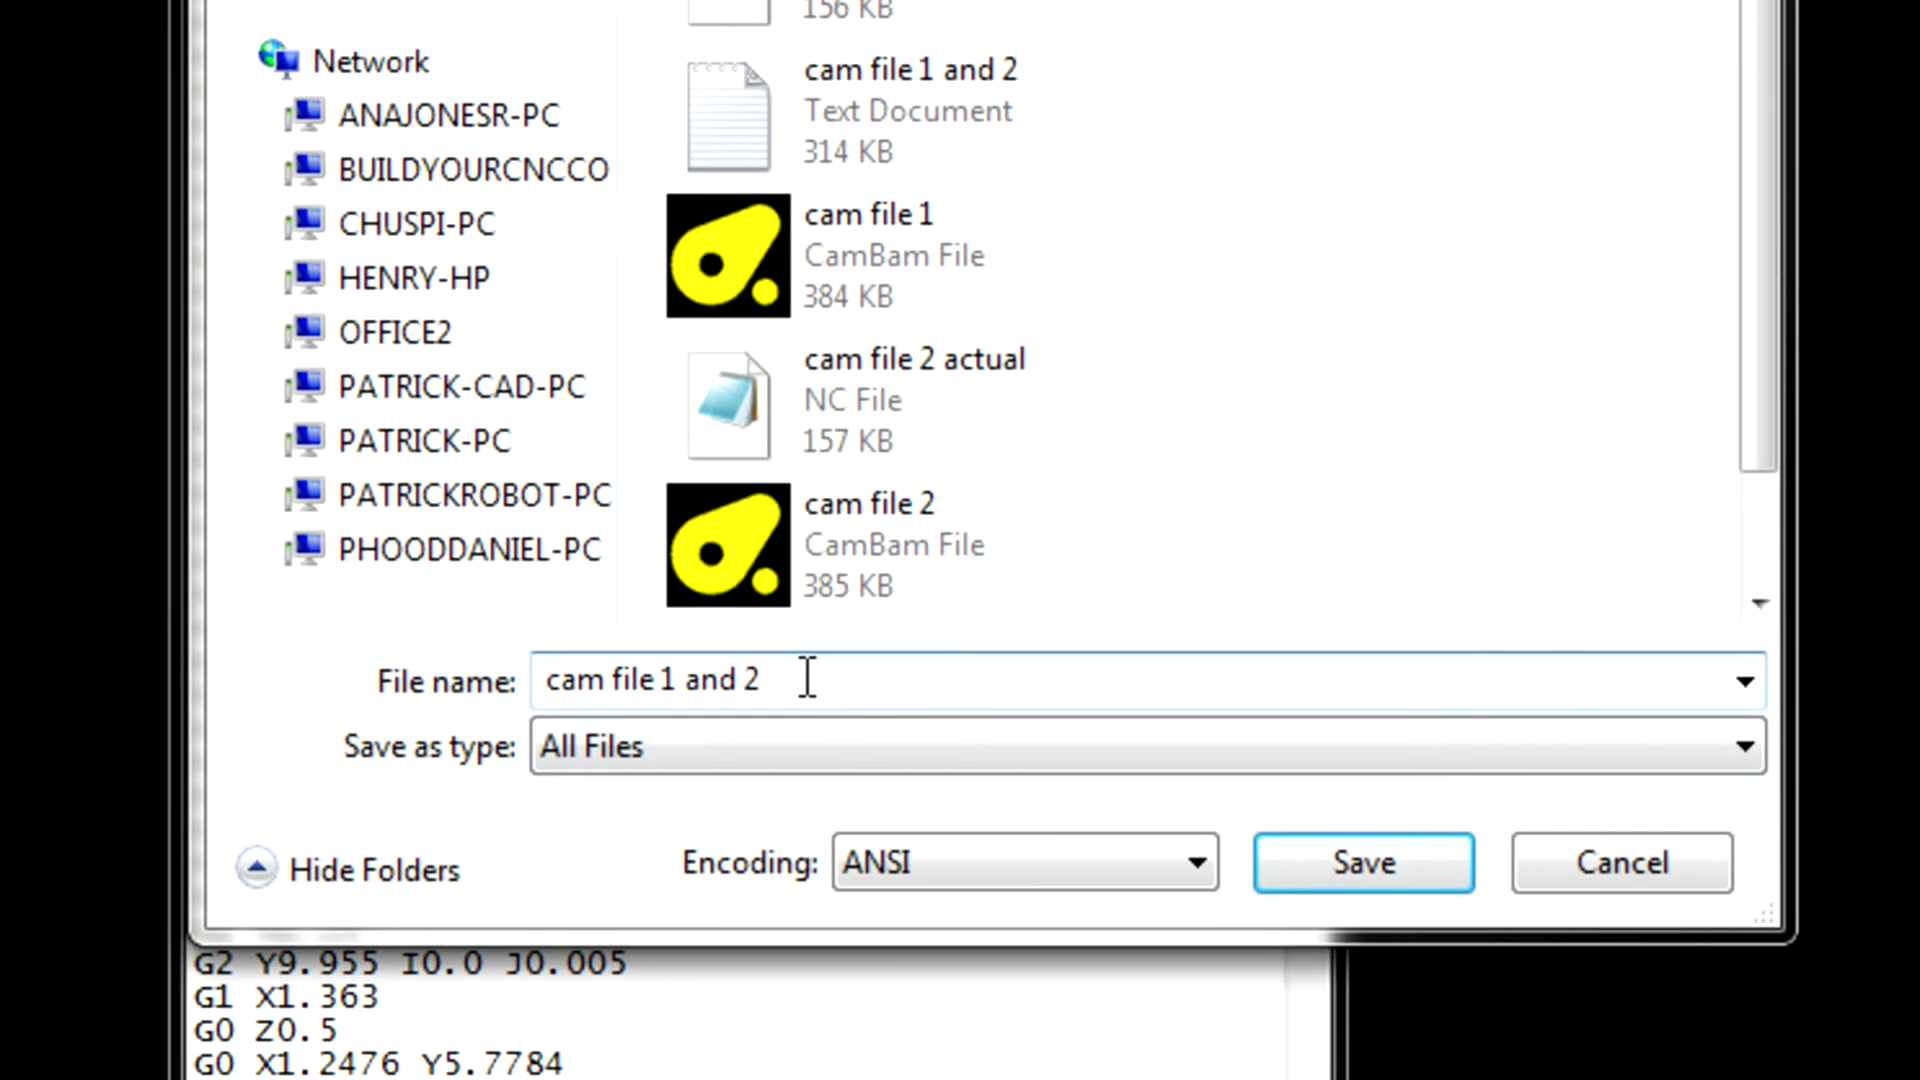 156 KB
Network
ANAJONESR-PC
BUILDYOURCNCCO
CHUSPI-PC
HENRY-HP
OFFICE2
PATRICK-CAD-PC
PATRICK-PC
PATRICKROBOT-PC
PHOODDANIEL-PC
cam file 1 and 2
Text Document
314 KB
cam file 1
CamBam File
384 KB
cam file 2 actual
NC File
157 KB
cam file 2
CamBam File
385 KB
File name: cam file 1 and 2
Save as type: All Files
Hide Folders Encoding: ANSI Save Cancel
G2 Y9.955 I0.0 J0.005
G1 X1.363
G0 Z0.5
G0 X1.2476 Y5.7784